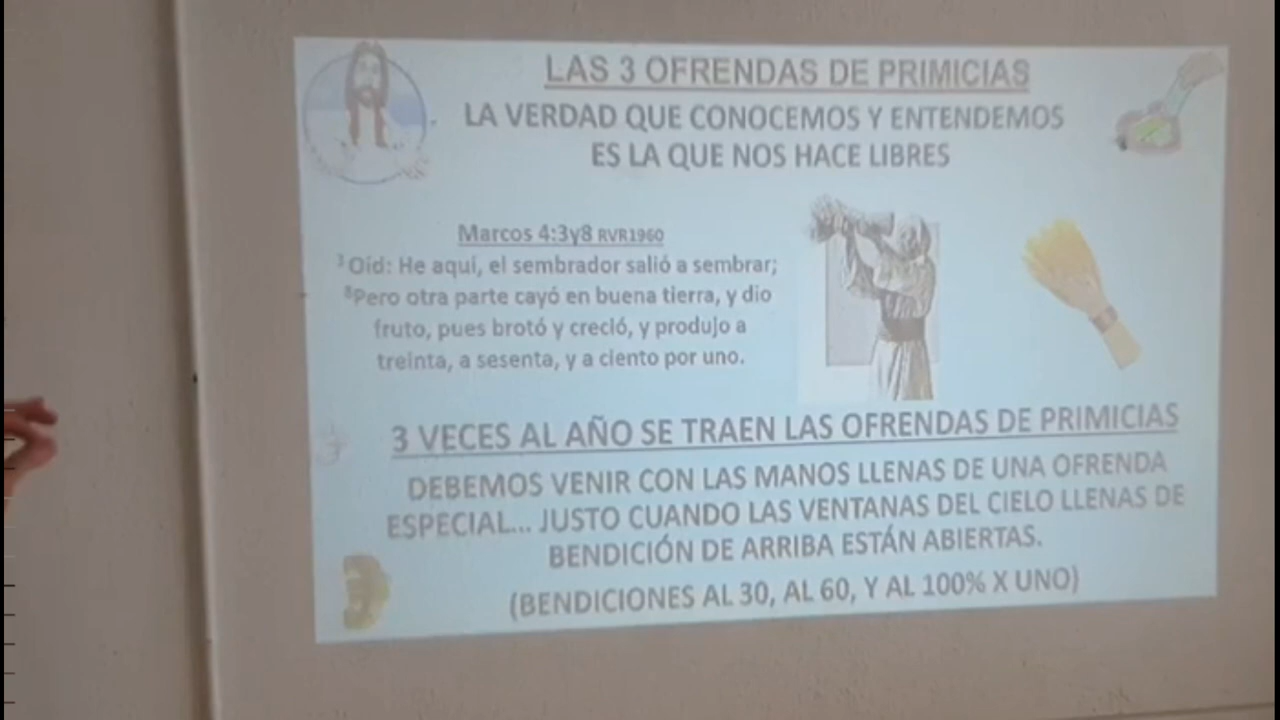 LAS 3 OFRENDAS DE PRIMICIAS
LA VERDAD QUE CONOCEMOS Y ENTENDEMOS
ES LA QUE NOS HACE LIBRES
Marcos 4:3y8 RVR1960
³ Oíd: He aquí, el sembrador salió a sembrar;
⁸Pero otra parte cayó en buena tierra, y dio
fruto, pues brotó y creció, y produjo a
treinta, a sesenta, y a ciento por uno.
3 VECES AL AÑO SE TRAEN LAS OFRENDAS DE PRIMICIAS
DEBEMOS VENIR CON LAS MANOS LLENAS DE UNA OFRENDA
ESPECIAL... JUSTO CUANDO LAS VENTANAS DEL CIELO LLENAS DE
BENDICIÓN DE ARRIBA ESTÁN ABIERTAS.
(BENDICIONES AL 30, AL 60, Y AL 100% X UNO)